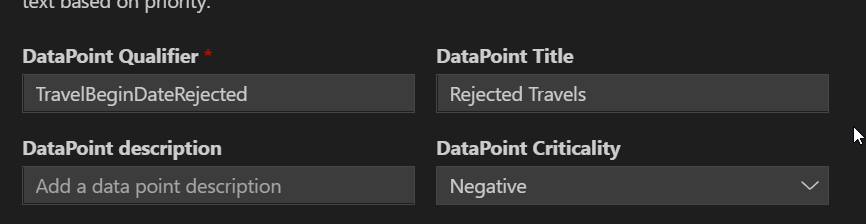 text based on priority.
DataPoint Qualifier * DataPoint Title
TravelBeginDateRejected Rejected Travels
DataPoint description DataPoint Criticality
Add a data point description Negative